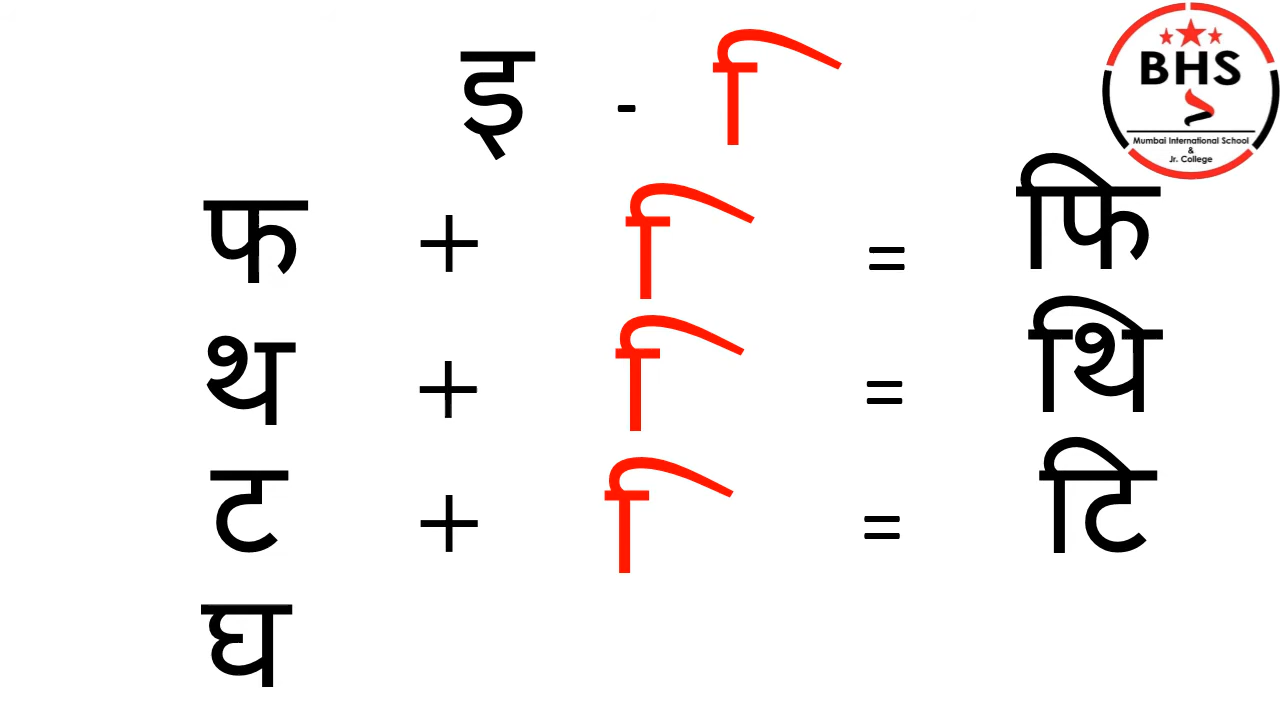 BHS
Mumbai International School
&
Jr. College
इ - ि
फ + ि = फि
थ + ि = थि
ट + ि = टि
घ